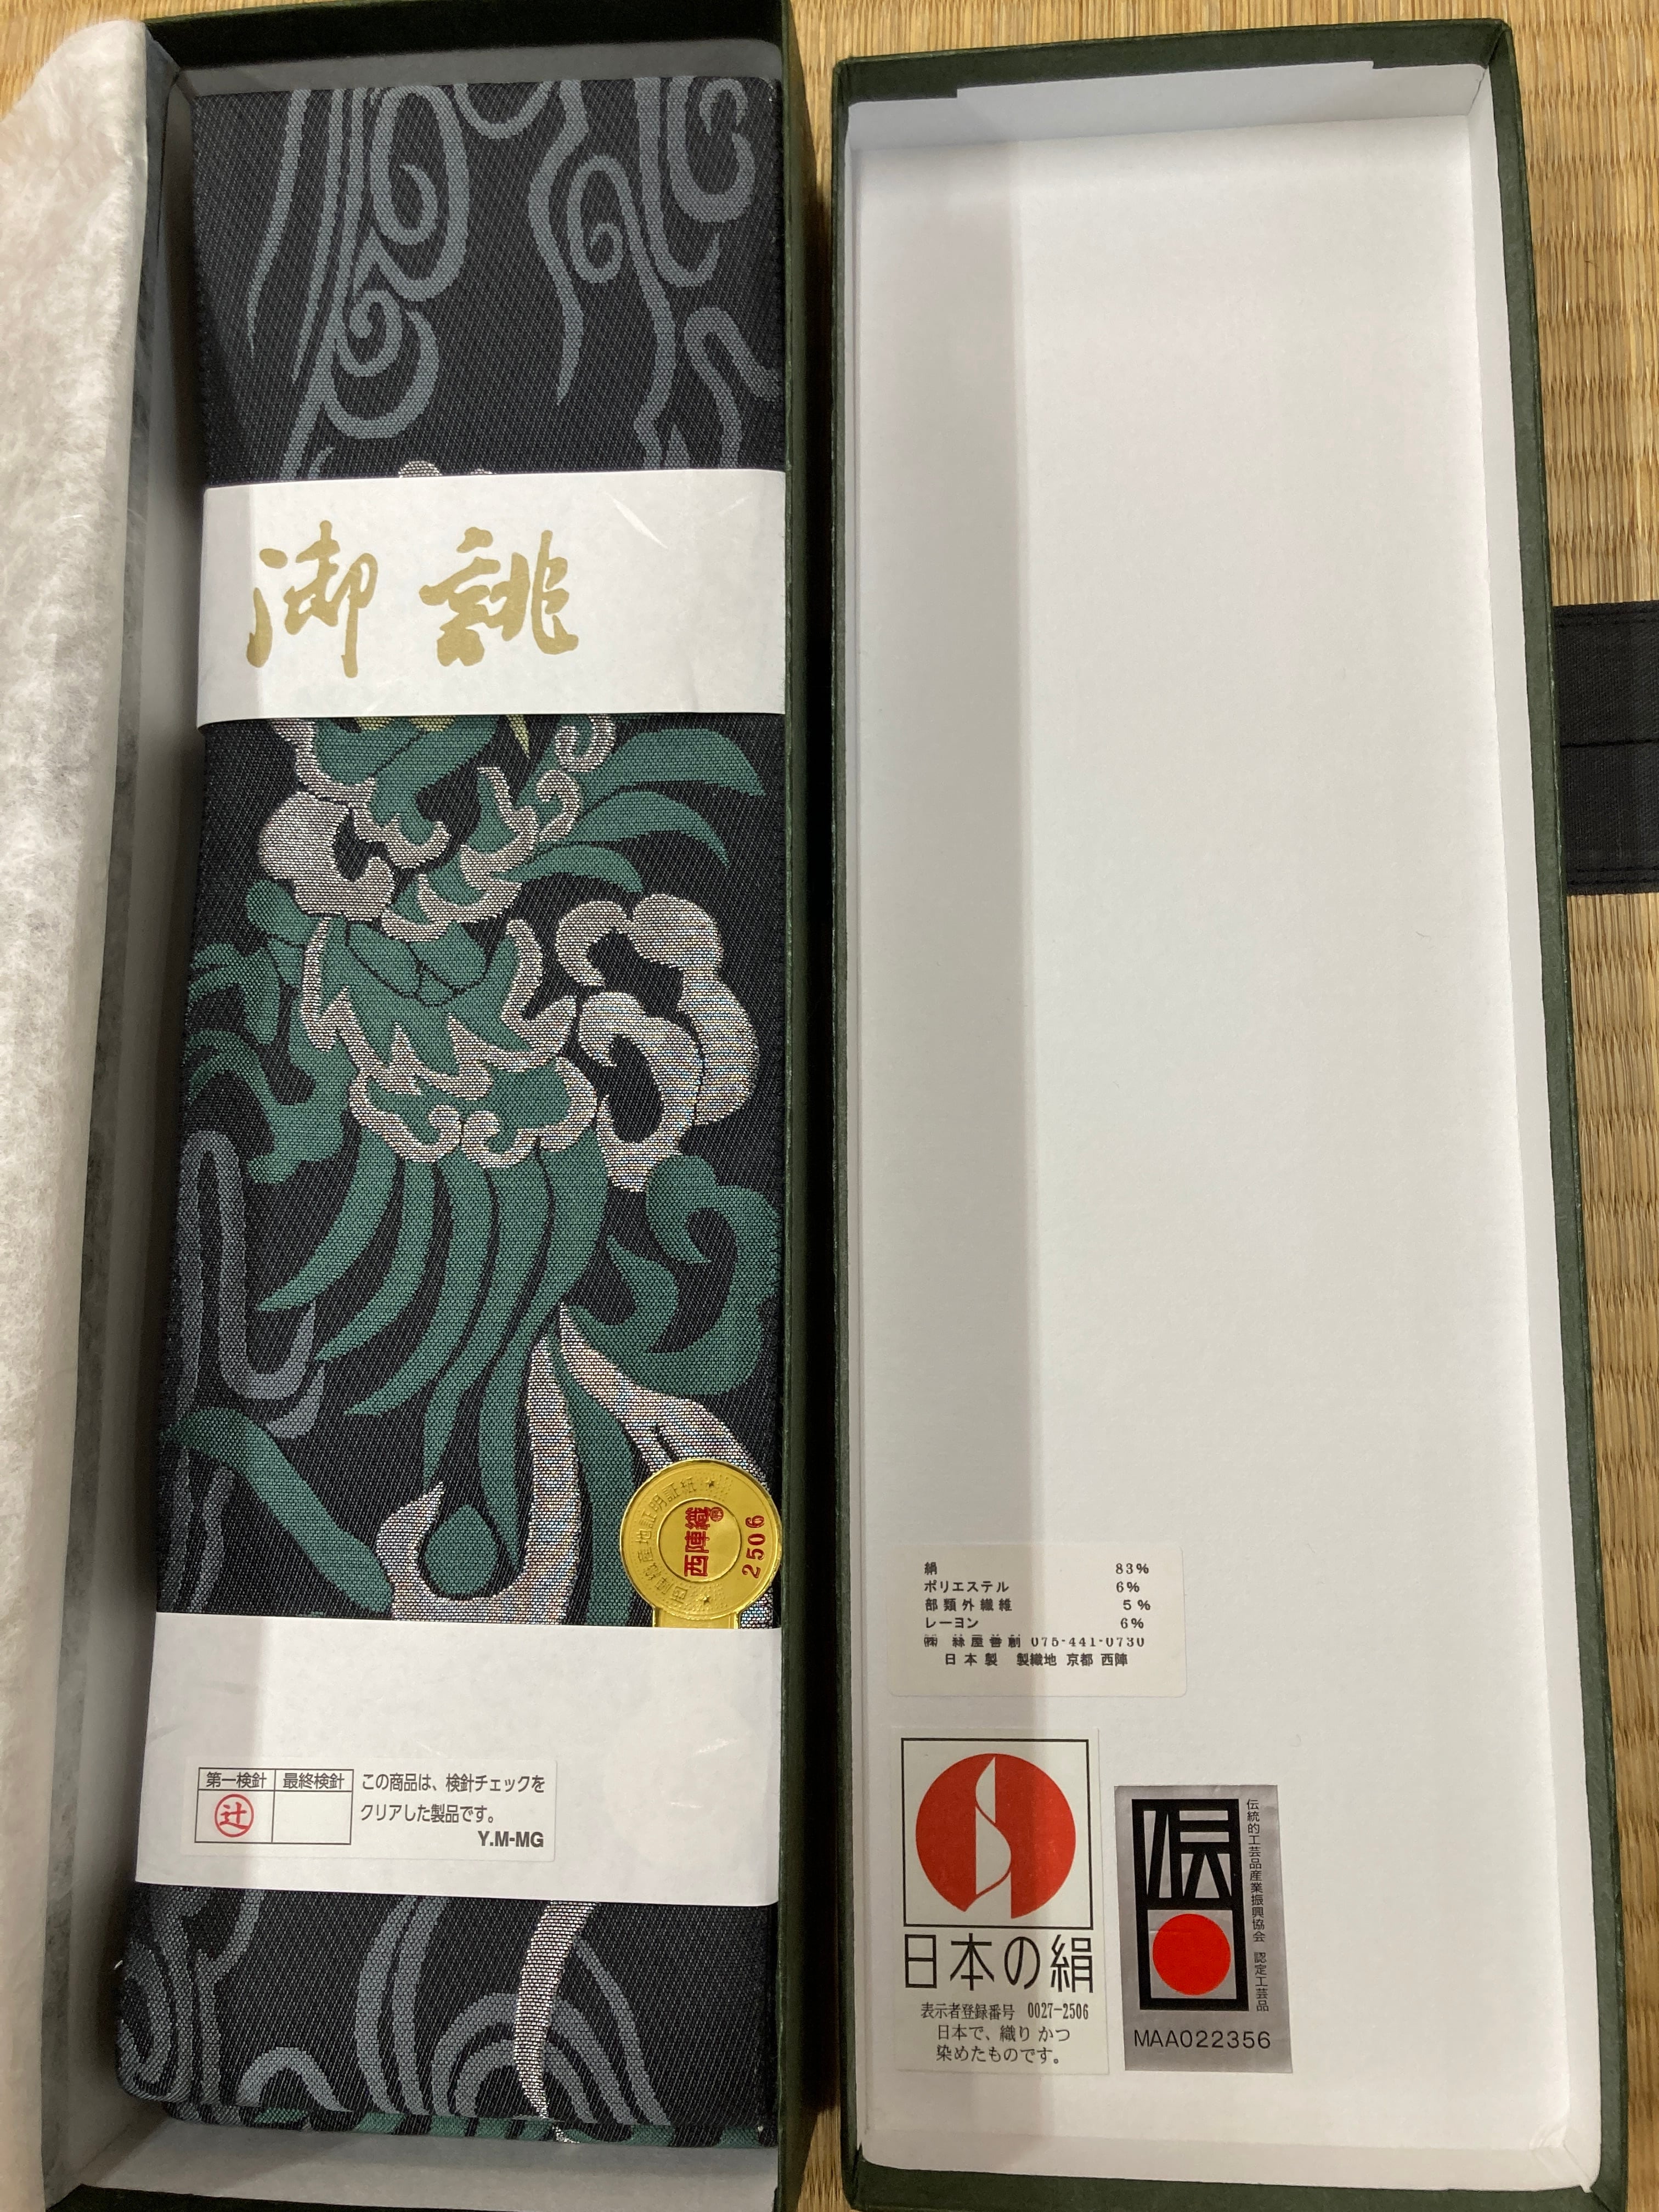 御誂
西陣織
2506
第一検針 最終検針
辻
この商品は、検針チェックを
クリアした製品です。
Y.M-MG
絹 83%
ポリエステル 6%
部類外繊維 5%
レーヨン 6%
075-441-0730
日本製 製織地 京都 西陣
日本の絹
表示者登録番号 0027-2506
日本で、織り かつ
染めたものです。
伝
伝統的工芸品産業振興協会 認定工芸品
MAA022356